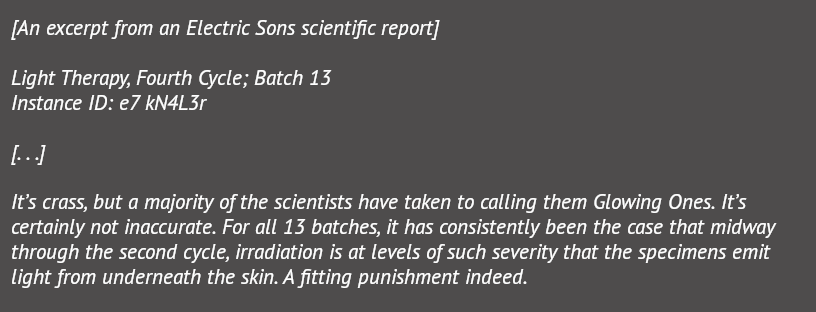 [An excerpt from an Electric Sons scientific report]
Light Therapy, Fourth Cycle; Batch 13
Instance ID: e7 kN4L3r
[. . .]
It's crass, but a majority of the scientists have taken to calling them Glowing Ones. It's
certainly not inaccurate. For all 13 batches, it has consistently been the case that midway
through the second cycle, irradiation is at levels of such severity that the specimens emit
light from underneath the skin. A fitting punishment indeed.